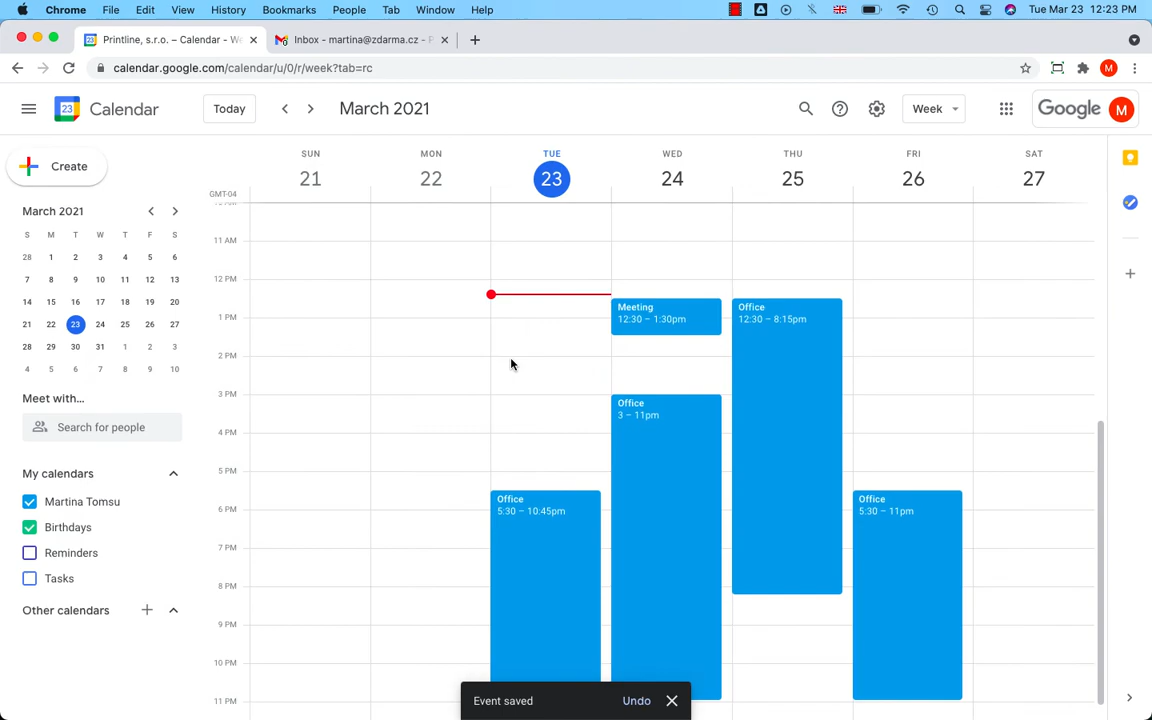 Chrome File Edit View History Bookmarks People Tab Window Help Tue Mar 23 12:23 PM
Printline, s.r.o. – Calendar - We Inbox - martina@zdarma.cz - P
calendar.google.com/calendar/u/0/r/week?tab=rc M
23 Calendar Today March 2021 Week Google M
Create
SUN MON TUE WED THU FRI SAT
21 22 23 24 25 26 27
GMT-04
March 2021
S M T W T F S
28 1 2 3 4 5 6
7 8 9 10 11 12 13
14 15 16 17 18 19 20
21 22 23 24 25 26 27
28 29 30 31 1 2 3
4 5 6 7 8 9 10
Meet with...
Search for people
My calendars
Martina Tomsu
Birthdays
Reminders
Tasks
Other calendars
11 AM
12 PM
1 PM
2 PM
3 PM
4 PM
5 PM
6 PM
7 PM
8 PM
9 PM
10 PM
11 PM
Office
5:30 – 10:45pm
Meeting
12:30 – 1:30pm
Office
3 – 11pm
Office
12:30 – 8:15pm
Office
5:30 – 11pm
Event saved Undo